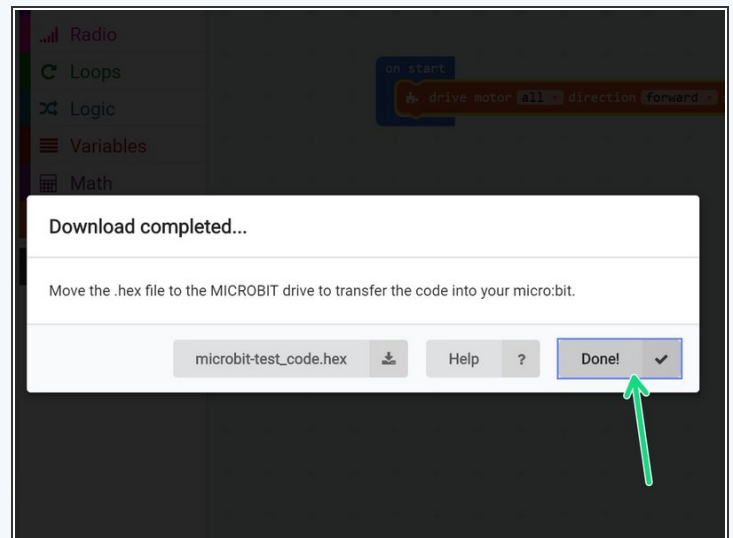 Radio
Loops
Logic
Variables
Math
on start
drive motor all direction forward
Download completed...
Move the .hex file to the MICROBIT drive to transfer the code into your micro:bit.
microbit-test_code.hex
Help ?
Done!